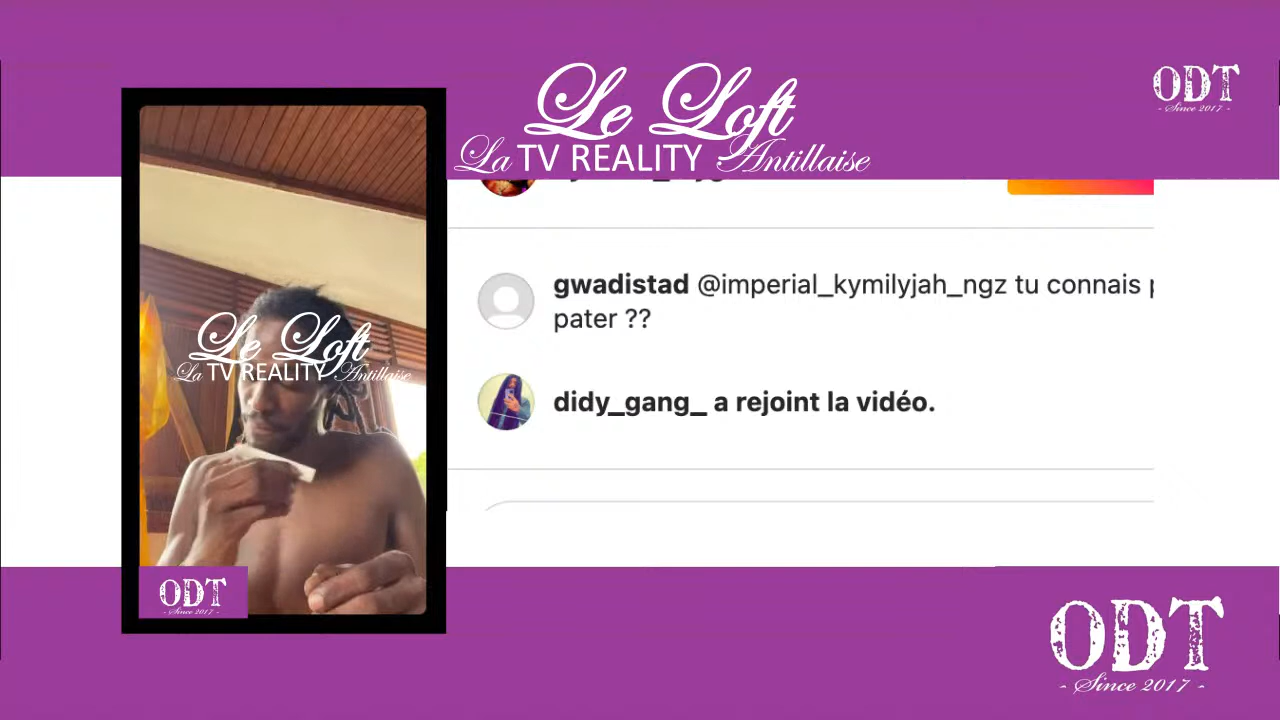 Le Loft
La TV REALITY Antillaise
ODT
- Since 2017 -
gwadistad @imperial_kymilyjah_ngz tu connais
pater ??
didy_gang_ a rejoint la vidéo.
Le Loft
La TV REALITY Antillaise
ODT
- Since 2017 -
ODT
- Since 2017 -